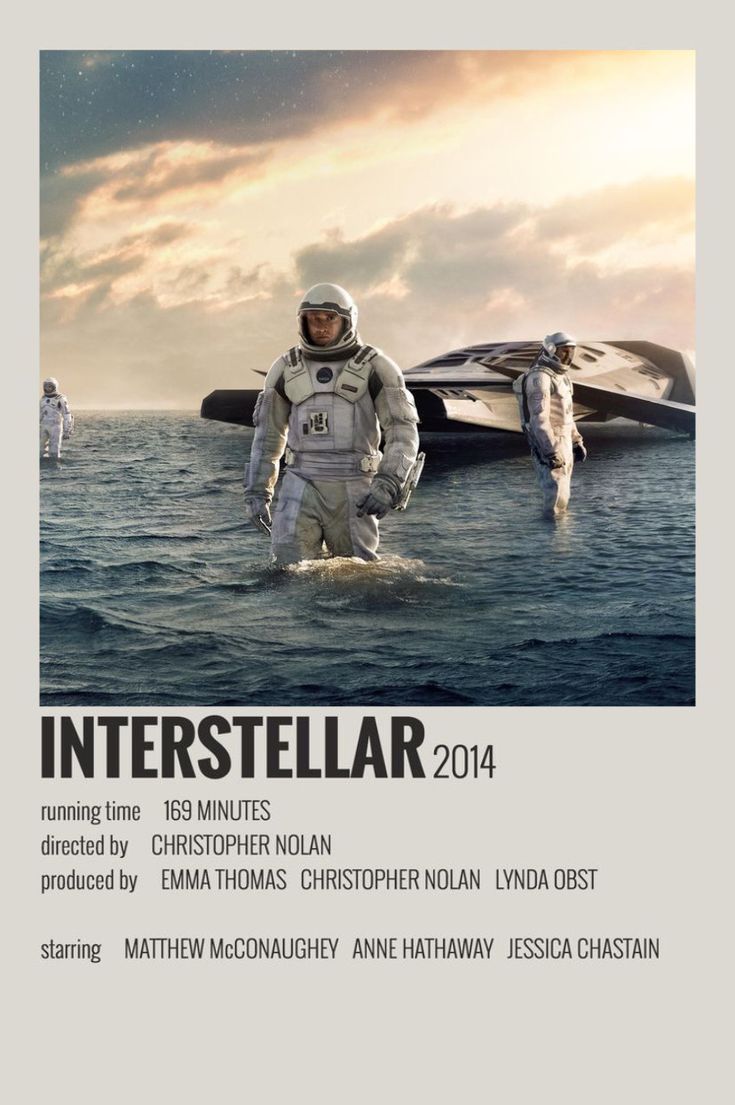 INTERSTELLAR 2014
running time 169 MINUTES
directed by CHRISTOPHER NOLAN
produced by EMMA THOMAS CHRISTOPHER NOLAN LYNDA OBST
starring MATTHEW McCONAUGHEY ANNE HATHAWAY JESSICA CHASTAIN